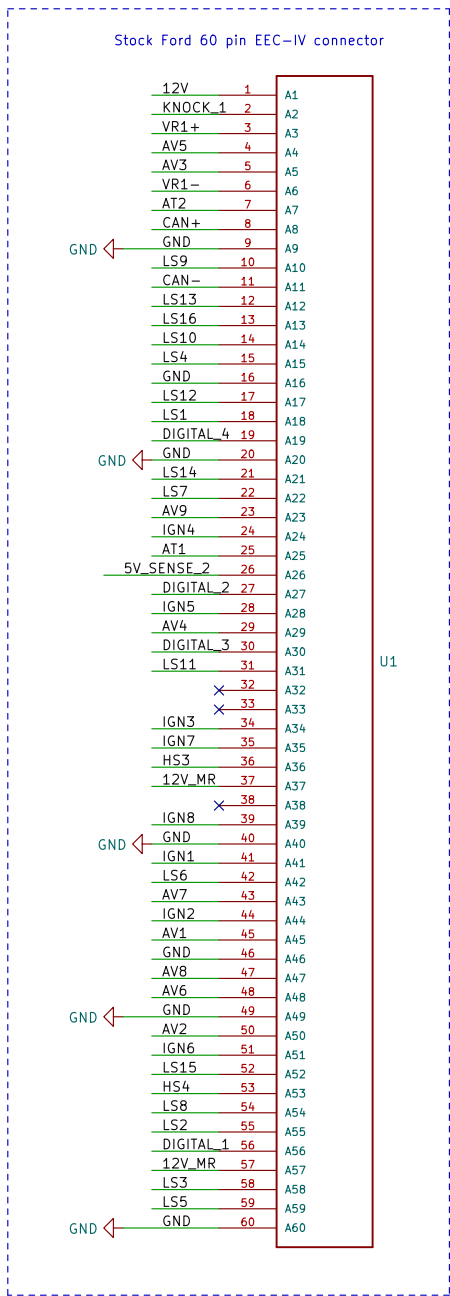 Stock Ford 60 pin EEC-IV connector
12V 1 A1
KNOCK_1 2 A2
VR1+ 3 A3
AV5 4 A4
AV3 5 A5
VR1- 6 A6
AT2 7 A7
CAN+ 8 A8
GND GND 9 A9
LS9 10 A10
CAN- 11 A11
LS13 12 A12
LS16 13 A13
LS10 14 A14
LS4 15 A15
GND 16 A16
LS12 17 A17
LS1 18 A18
DIGITAL_4 19 A19
GND GND 20 A20
LS14 21 A21
LS7 22 A22
AV9 23 A23
IGN4 24 A24
AT1 25 A25
5V_SENSE_2 26 A26
DIGITAL_2 27 A27
IGN5 28 A28
AV4 29 A29
DIGITAL_3 30 A30
LS11 31 A31
U1
32 A32
33 A33
IGN3 34 A34
IGN7 35 A35
HS3 36 A36
12V_MR 37 A37
38 A38
IGN8 39 A39
GND GND 40 A40
IGN1 41 A41
LS6 42 A42
AV7 43 A43
IGN2 44 A44
AV1 45 A45
GND 46 A46
AV8 47 A47
AV6 48 A48
GND GND 49 A49
AV2 50 A50
IGN6 51 A51
LS15 52 A52
HS4 53 A53
LS8 54 A54
LS2 55 A55
DIGITAL_1 56 A56
12V_MR 57 A57
LS3 58 A58
LS5 59 A59
GND GND 60 A60